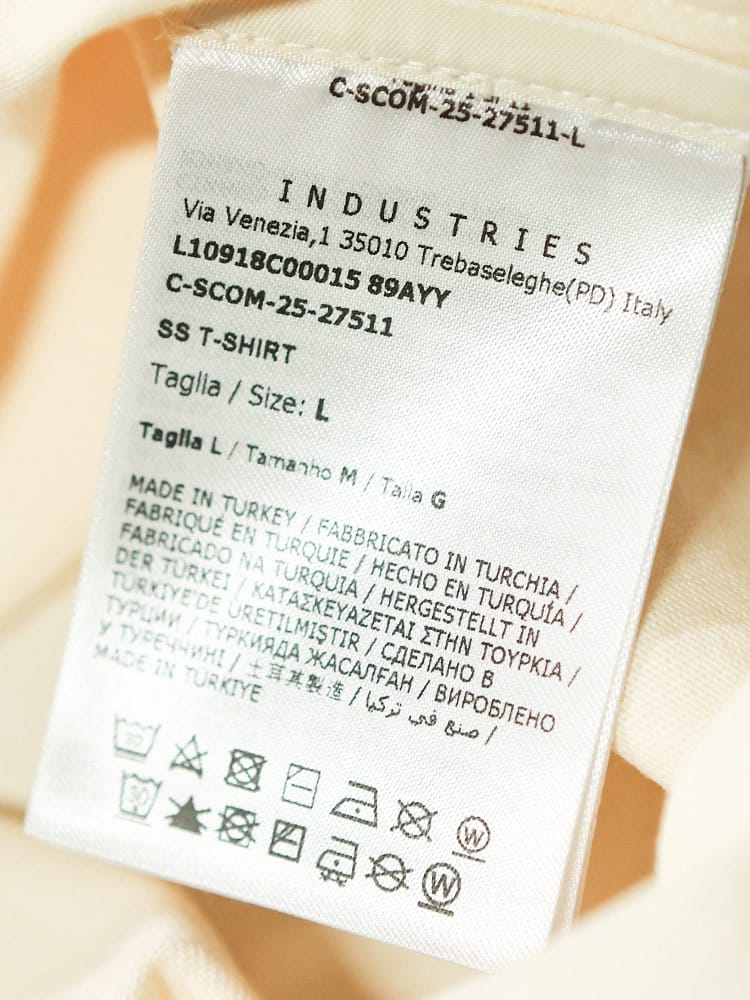 C-SCOM-25-27511-L
INDUSTRIES
Via Venezia,1 35010 Trebaseleghe(PD) Italy
L10918C00015 89AYY
C-SCOM-25-27511
SS T-SHIRT
Taglia / Size: L
Taglia L / Tamanho M / Talla G
MADE IN TURKEY / FABBRICATO IN TURCHIA /
FABRIQUÉ EN TURQUIE / HECHO EN TURQUÍA /
FABRICADO NA TURQUIA / HERGESTELLT IN
DER TÜRKEI / ΚΑΤΑΣΚΕΥΑΖΕΤΑΙ ΣΤΗΝ ΤΟΥΡΚΙΑ /
TÜRKIYE'DE ÜRETILMIŞTIR / СДЕЛАНО В
ТУРЦИИ / ТҮРКИЯДА ЖАСАЛҒАН / ВИРОБЛЕНО
У ТУРЕЧЧИНІ / 土耳其製造 / صنع في تركيا /
MADE IN TÜRKIYE
30
W
30
W